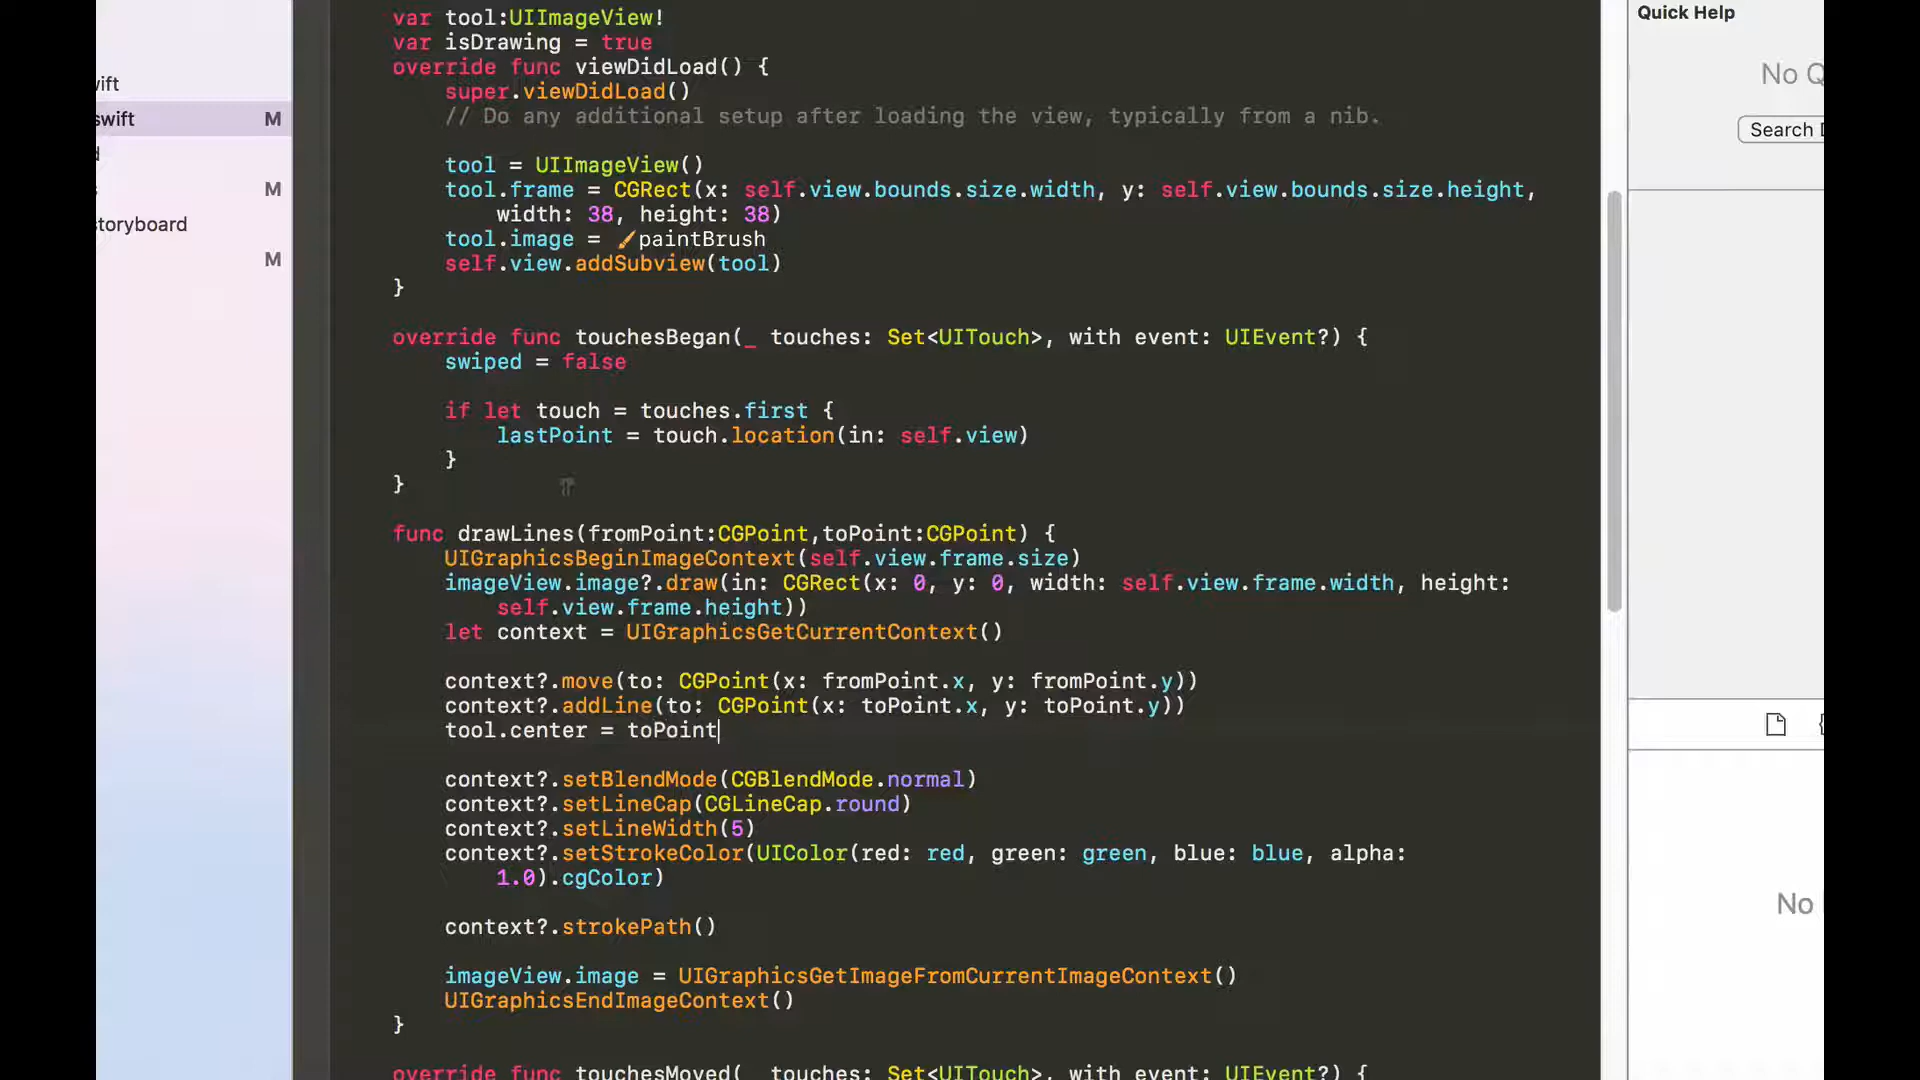 var tool:UIImageView!
var isDrawing = true
override func viewDidLoad() {
super.viewDidLoad()
// Do any additional setup after loading the view, typically from a nib.
tool = UIImageView()
tool.frame = CGRect(x: self.view.bounds.size.width, y: self.view.bounds.size.height,
width: 38, height: 38)
tool.image = paintBrush
self.view.addSubview(tool)
}
override func touchesBegan(_ touches: Set<UITouch>, with event: UIEvent?) {
swiped = false
if let touch = touches.first {
lastPoint = touch.location(in: self.view)
}
}
func drawLines(fromPoint:CGPoint,toPoint:CGPoint) {
UIGraphicsBeginImageContext(self.view.frame.size)
imageView.image?.draw(in: CGRect(x: 0, y: 0, width: self.view.frame.width, height:
self.view.frame.height))
let context = UIGraphicsGetCurrentContext()
context?.move(to: CGPoint(x: fromPoint.x, y: fromPoint.y))
context?.addLine(to: CGPoint(x: toPoint.x, y: toPoint.y))
tool.center = toPoint
context?.setBlendMode(CGBlendMode.normal)
context?.setLineCap(CGLineCap.round)
context?.setLineWidth(5)
context?.setStrokeColor(UIColor(red: red, green: green, blue: blue, alpha:
1.0).cgColor)
context?.strokePath()
imageView.image = UIGraphicsGetImageFromCurrentImageContext()
UIGraphicsEndImageContext()
}
override func touchesMoved(_ touches: Set<UITouch>, with event: UIEvent?) {
ift
swift M
M
toryboard
M
Quick Help
No Q
Search
No